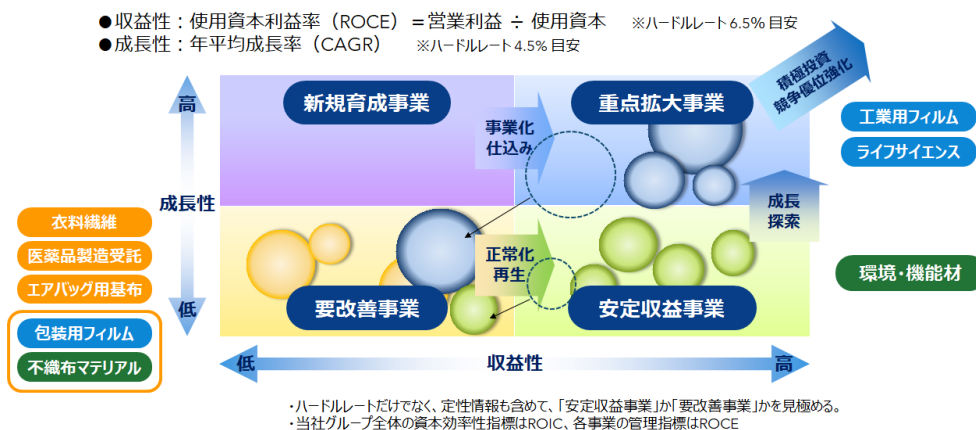 ●収益性：使用資本利益率（ROCE）＝営業利益 ÷ 使用資本　※ハードルレート6.5％目安
●成長性：年平均成長率（CAGR）　※ハードルレート4.5％目安
積極投資
競争優位強化
高
新規育成事業
事業化
仕込み
重点拡大事業
工業用フィルム
ライフサイエンス
成長性
成長
探索
衣料繊維
医薬品製造受託
エアバッグ用基布
正常化
再生
環境・機能材
低
要改善事業
安定収益事業
包装用フィルム
不織布マテリアル
低
収益性
高
・ハードルレートだけでなく、定性情報も含めて、「安定収益事業」か「要改善事業」かを見極める。
・当社グループ全体の資本効率性指標はROIC、各事業の管理指標はROCE